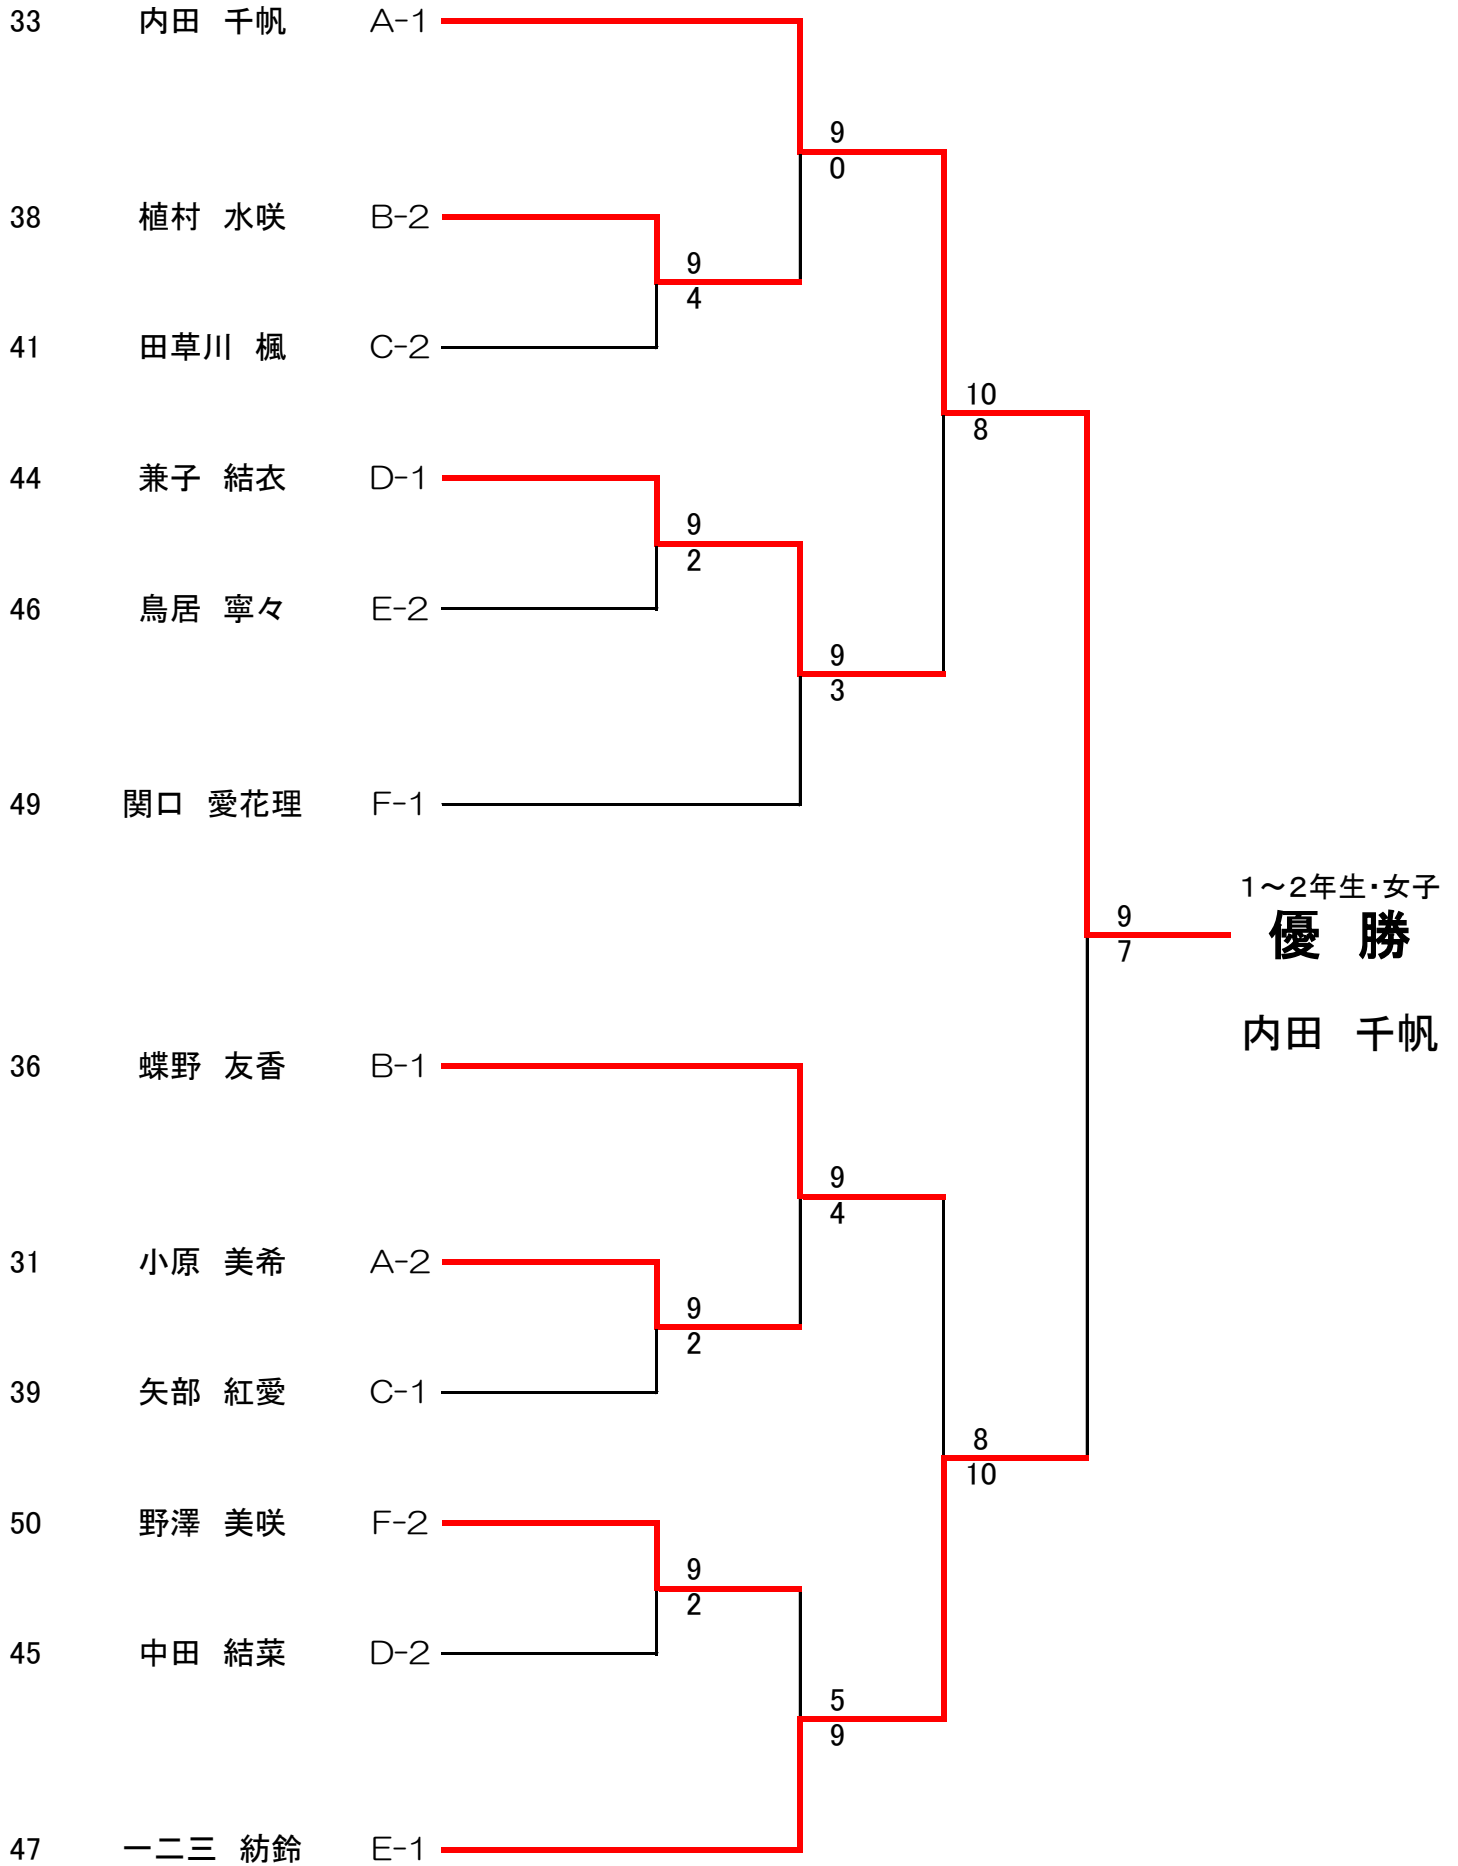 33 内田 千帆 A-1
9
0
38 植村 水咲 B-2
9
4
41 田草川 楓 C-2
10
8
44 兼子 結衣 D-1
9
2
46 鳥居 寧々 E-2
9
3
49 関口 愛花理 F-1
1～2年生・女子
9
優 勝
7
内田 千帆
36 蝶野 友香 B-1
9
4
31 小原 美希 A-2
9
2
39 矢部 紅愛 C-1
8
10
50 野澤 美咲 F-2
9
2
45 中田 結菜 D-2
5
9
47 一二三 紡鈴 E-1